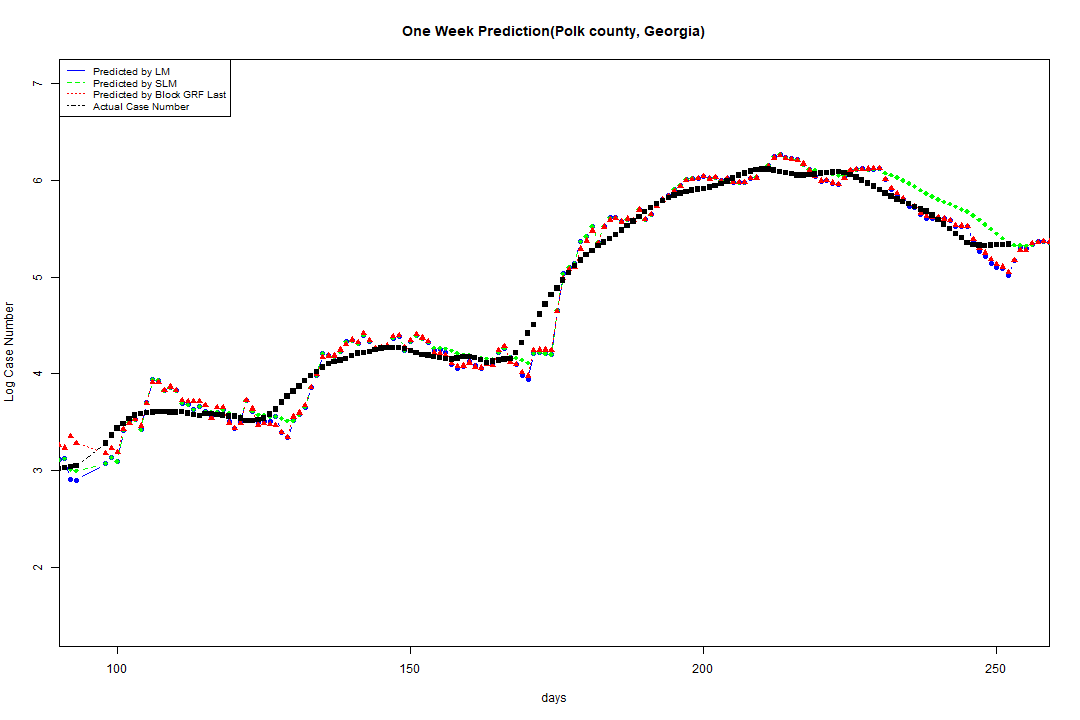 One Week Prediction(Polk county, Georgia)
Predicted by LM
Predicted by SLM
Predicted by Block GRF Last
Actual Case Number
7
6
5
4
3
2
Log Case Number
100
150
200
250
days